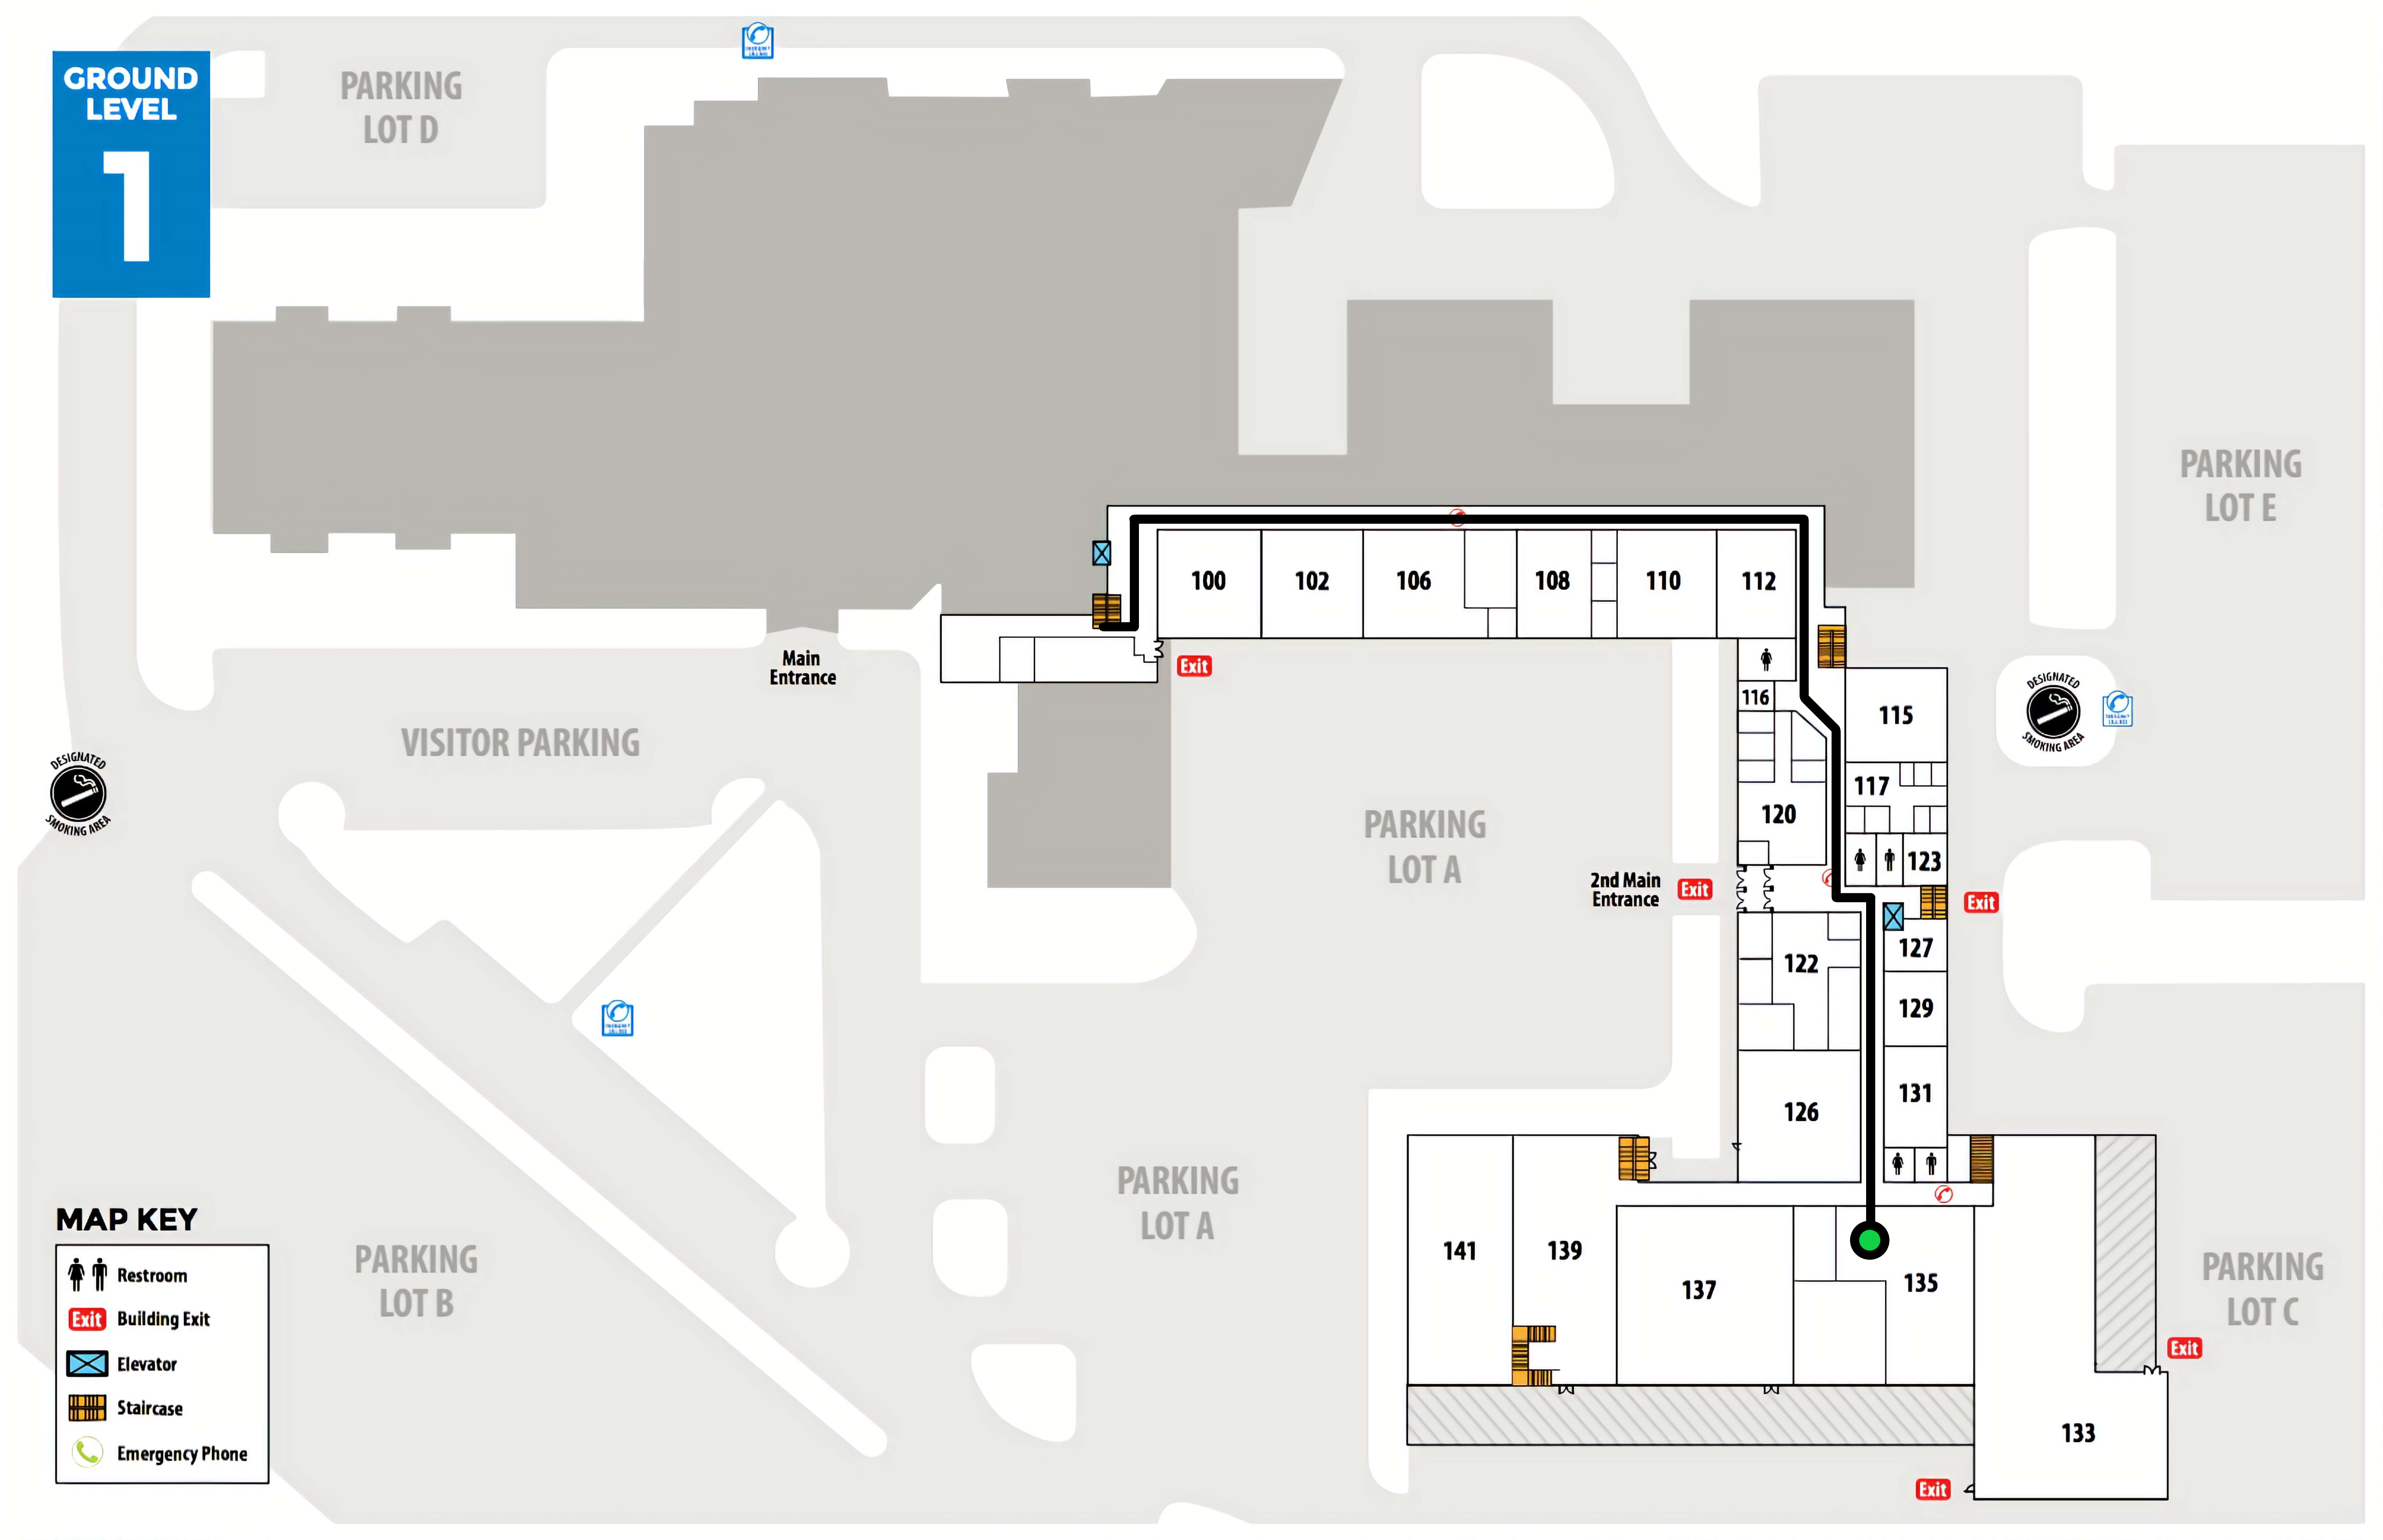 GROUND
LEVEL
1
PARKING
LOT D
PARKING
LOT E
100
102
106
108
110
112
Main
Entrance
Exit
116
115
DESIGNATED
SMOKING AREA
VISITOR PARKING
DESIGNATED
SMOKING AREA
117
120
PARKING
LOT A
123
2nd Main
Entrance
Exit
Exit
127
122
129
131
126
PARKING
LOT A
MAP KEY
Restroom
Exit
Building Exit
Elevator
Staircase
Emergency Phone
PARKING
LOT B
141
139
137
135
PARKING
LOT C
Exit
133
Exit